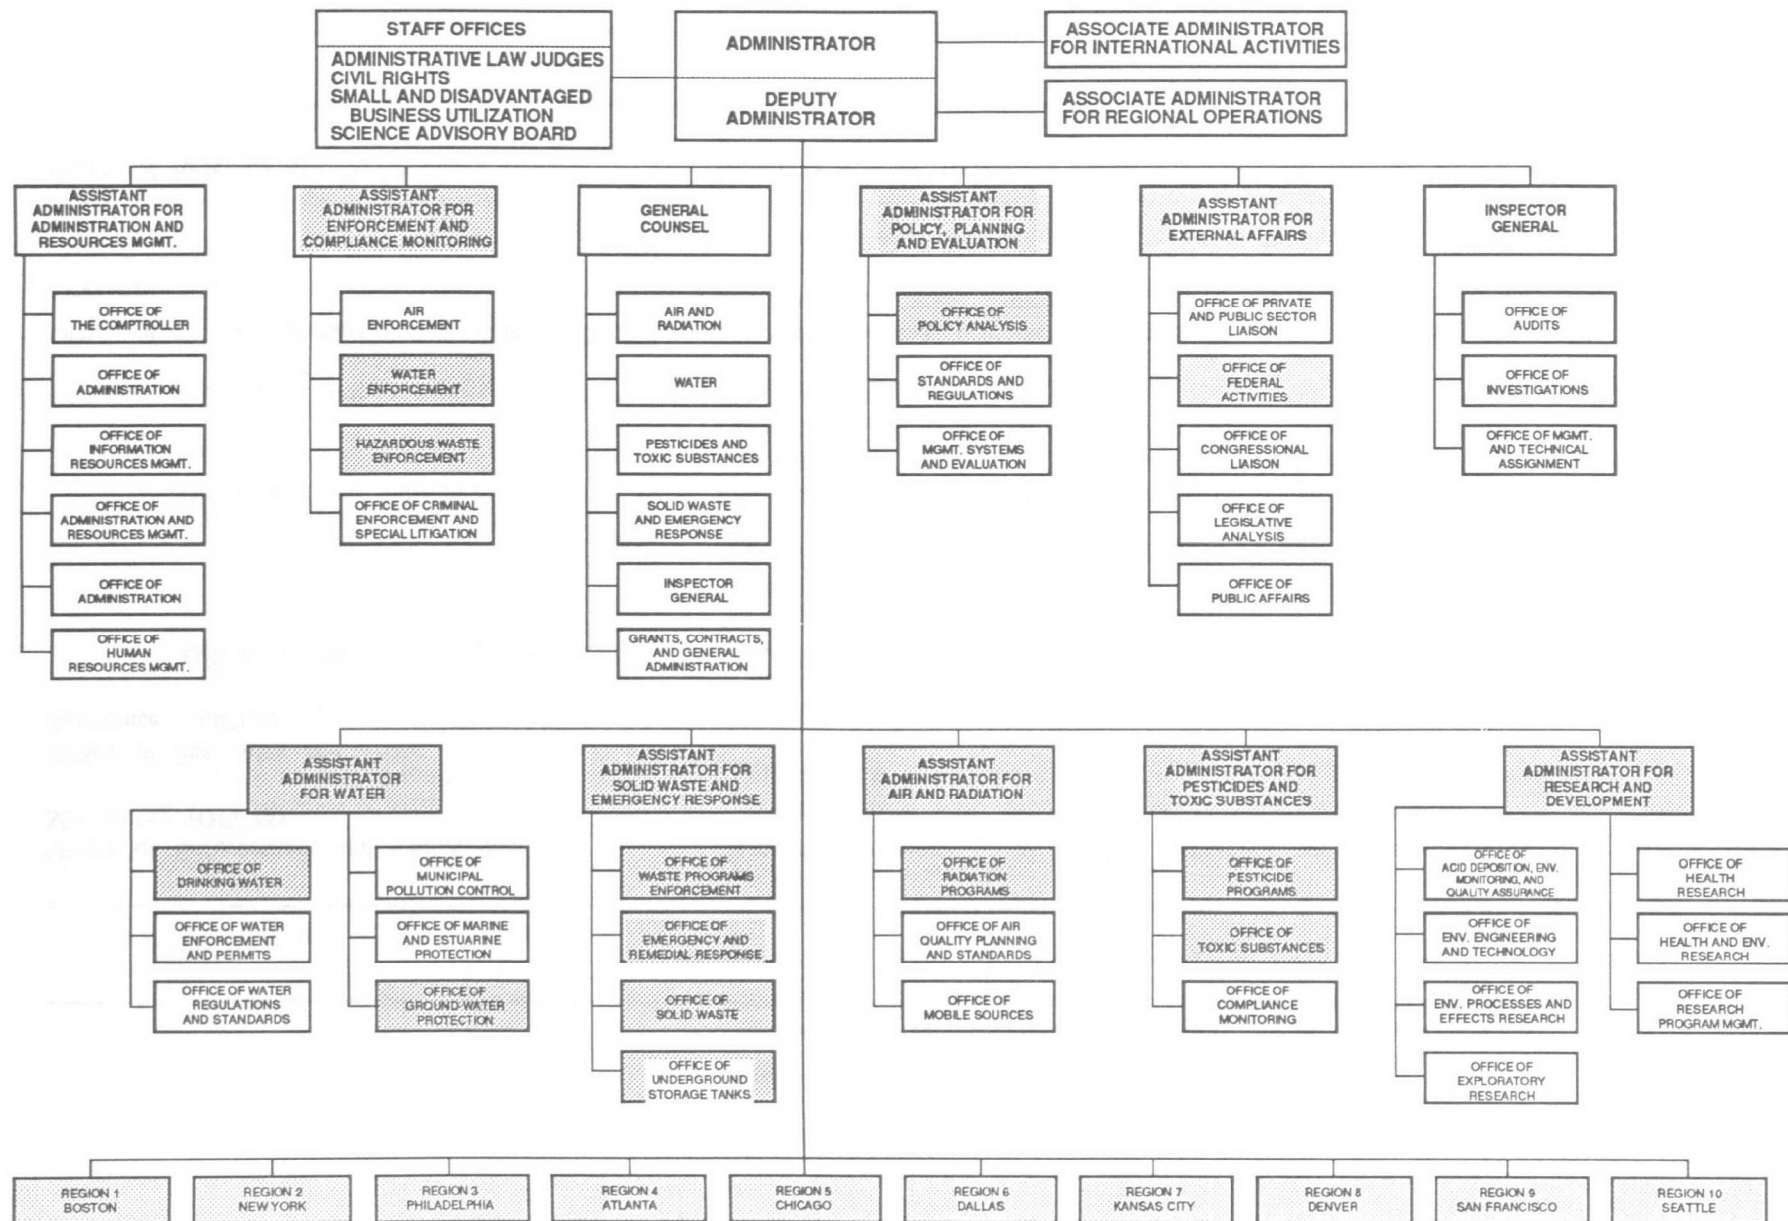 STAFF OFFICES
ADMINISTRATIVE LAW JUDGES
CIVIL RIGHTS
SMALL AND DISADVANTAGED
BUSINESS UTILIZATION
SCIENCE ADVISORY BOARD
ADMINISTRATOR
DEPUTY
ADMINISTRATOR
ASSOCIATE ADMINISTRATOR
FOR INTERNATIONAL ACTIVITIES
ASSOCIATE ADMINISTRATOR
FOR REGIONAL OPERATIONS
ASSISTANT
ADMINISTRATOR FOR
ADMINISTRATION AND
RESOURCES MGMT.
OFFICE OF
THE COMPTROLLER
OFFICE OF
ADMINISTRATION
OFFICE OF
INFORMATION
RESOURCES MGMT.
OFFICE OF
ADMINISTRATION AND
RESOURCES MGMT.
OFFICE OF
ADMINISTRATION
OFFICE OF
HUMAN
RESOURCES MGMT.
ASSISTANT
ADMINISTRATOR FOR
ENFORCEMENT AND
COMPLIANCE MONITORING
AIR
ENFORCEMENT
WATER
ENFORCEMENT
HAZARDOUS WASTE
ENFORCEMENT
OFFICE OF CRIMINAL
ENFORCEMENT AND
SPECIAL LITIGATION
GENERAL
COUNSEL
AIR AND
RADIATION
WATER
PESTICIDES AND
TOXIC SUBSTANCES
SOLID WASTE
AND EMERGENCY
RESPONSE
INSPECTOR
GENERAL
GRANTS, CONTRACTS,
AND GENERAL
ADMINISTRATION
ASSISTANT
ADMINISTRATOR FOR
POLICY, PLANNING
AND EVALUATION
OFFICE OF
POLICY ANALYSIS
OFFICE OF
STANDARDS AND
REGULATIONS
OFFICE OF
MGMT. SYSTEMS
AND EVALUATION
ASSISTANT
ADMINISTRATOR FOR
EXTERNAL AFFAIRS
OFFICE OF PRIVATE
AND PUBLIC SECTOR
LIAISON
OFFICE OF
FEDERAL
ACTIVITIES
OFFICE OF
CONGRESSIONAL
LIAISON
OFFICE OF
LEGISLATIVE
ANALYSIS
OFFICE OF
PUBLIC AFFAIRS
INSPECTOR
GENERAL
OFFICE OF
AUDITS
OFFICE OF
INVESTIGATIONS
OFFICE OF MGMT.
AND TECHNICAL
ASSIGNMENT
ASSISTANT
ADMINISTRATOR
FOR WATER
OFFICE OF
DRINKING WATER
OFFICE OF WATER
ENFORCEMENT
AND PERMITS
OFFICE OF WATER
REGULATIONS
AND STANDARDS
OFFICE OF
MUNICIPAL
POLLUTION CONTROL
OFFICE OF MARINE
AND ESTUARINE
PROTECTION
OFFICE OF
GROUND-WATER
PROTECTION
ASSISTANT
ADMINISTRATOR FOR
SOLID WASTE AND
EMERGENCY RESPONSE
OFFICE OF
WASTE PROGRAMS
ENFORCEMENT
OFFICE OF
EMERGENCY AND
REMEDIAL RESPONSE
OFFICE OF
SOLID WASTE
OFFICE OF
UNDERGROUND
STORAGE TANKS
ASSISTANT
ADMINISTRATOR FOR
AIR AND RADIATION
OFFICE OF
RADIATION
PROGRAMS
OFFICE OF AIR
QUALITY PLANNING
AND STANDARDS
OFFICE OF
MOBILE SOURCES
ASSISTANT
ADMINISTRATOR FOR
PESTICIDES AND
TOXIC SUBSTANCES
OFFICE OF
PESTICIDE
PROGRAMS
OFFICE OF
TOXIC SUBSTANCES
OFFICE OF
COMPLIANCE
MONITORING
ASSISTANT
ADMINISTRATOR FOR
RESEARCH AND
DEVELOPMENT
OFFICE OF
ACID DEPOSITION, ENV.
MONITORING, AND
QUALITY ASSURANCE
OFFICE OF
ENV. ENGINEERING
AND TECHNOLOGY
OFFICE OF
ENV. PROCESSES AND
EFFECTS RESEARCH
OFFICE OF
EXPLORATORY
RESEARCH
OFFICE OF
HEALTH
RESEARCH
OFFICE OF
HEALTH AND ENV.
RESEARCH
OFFICE OF
RESEARCH
PROGRAM MGMT.
REGION 1
BOSTON
REGION 2
NEW YORK
REGION 3
PHILADELPHIA
REGION 4
ATLANTA
REGION 5
CHICAGO
REGION 6
DALLAS
REGION 7
KANSAS CITY
REGION 8
DENVER
REGION 9
SAN FRANCISCO
REGION 10
SEATTLE